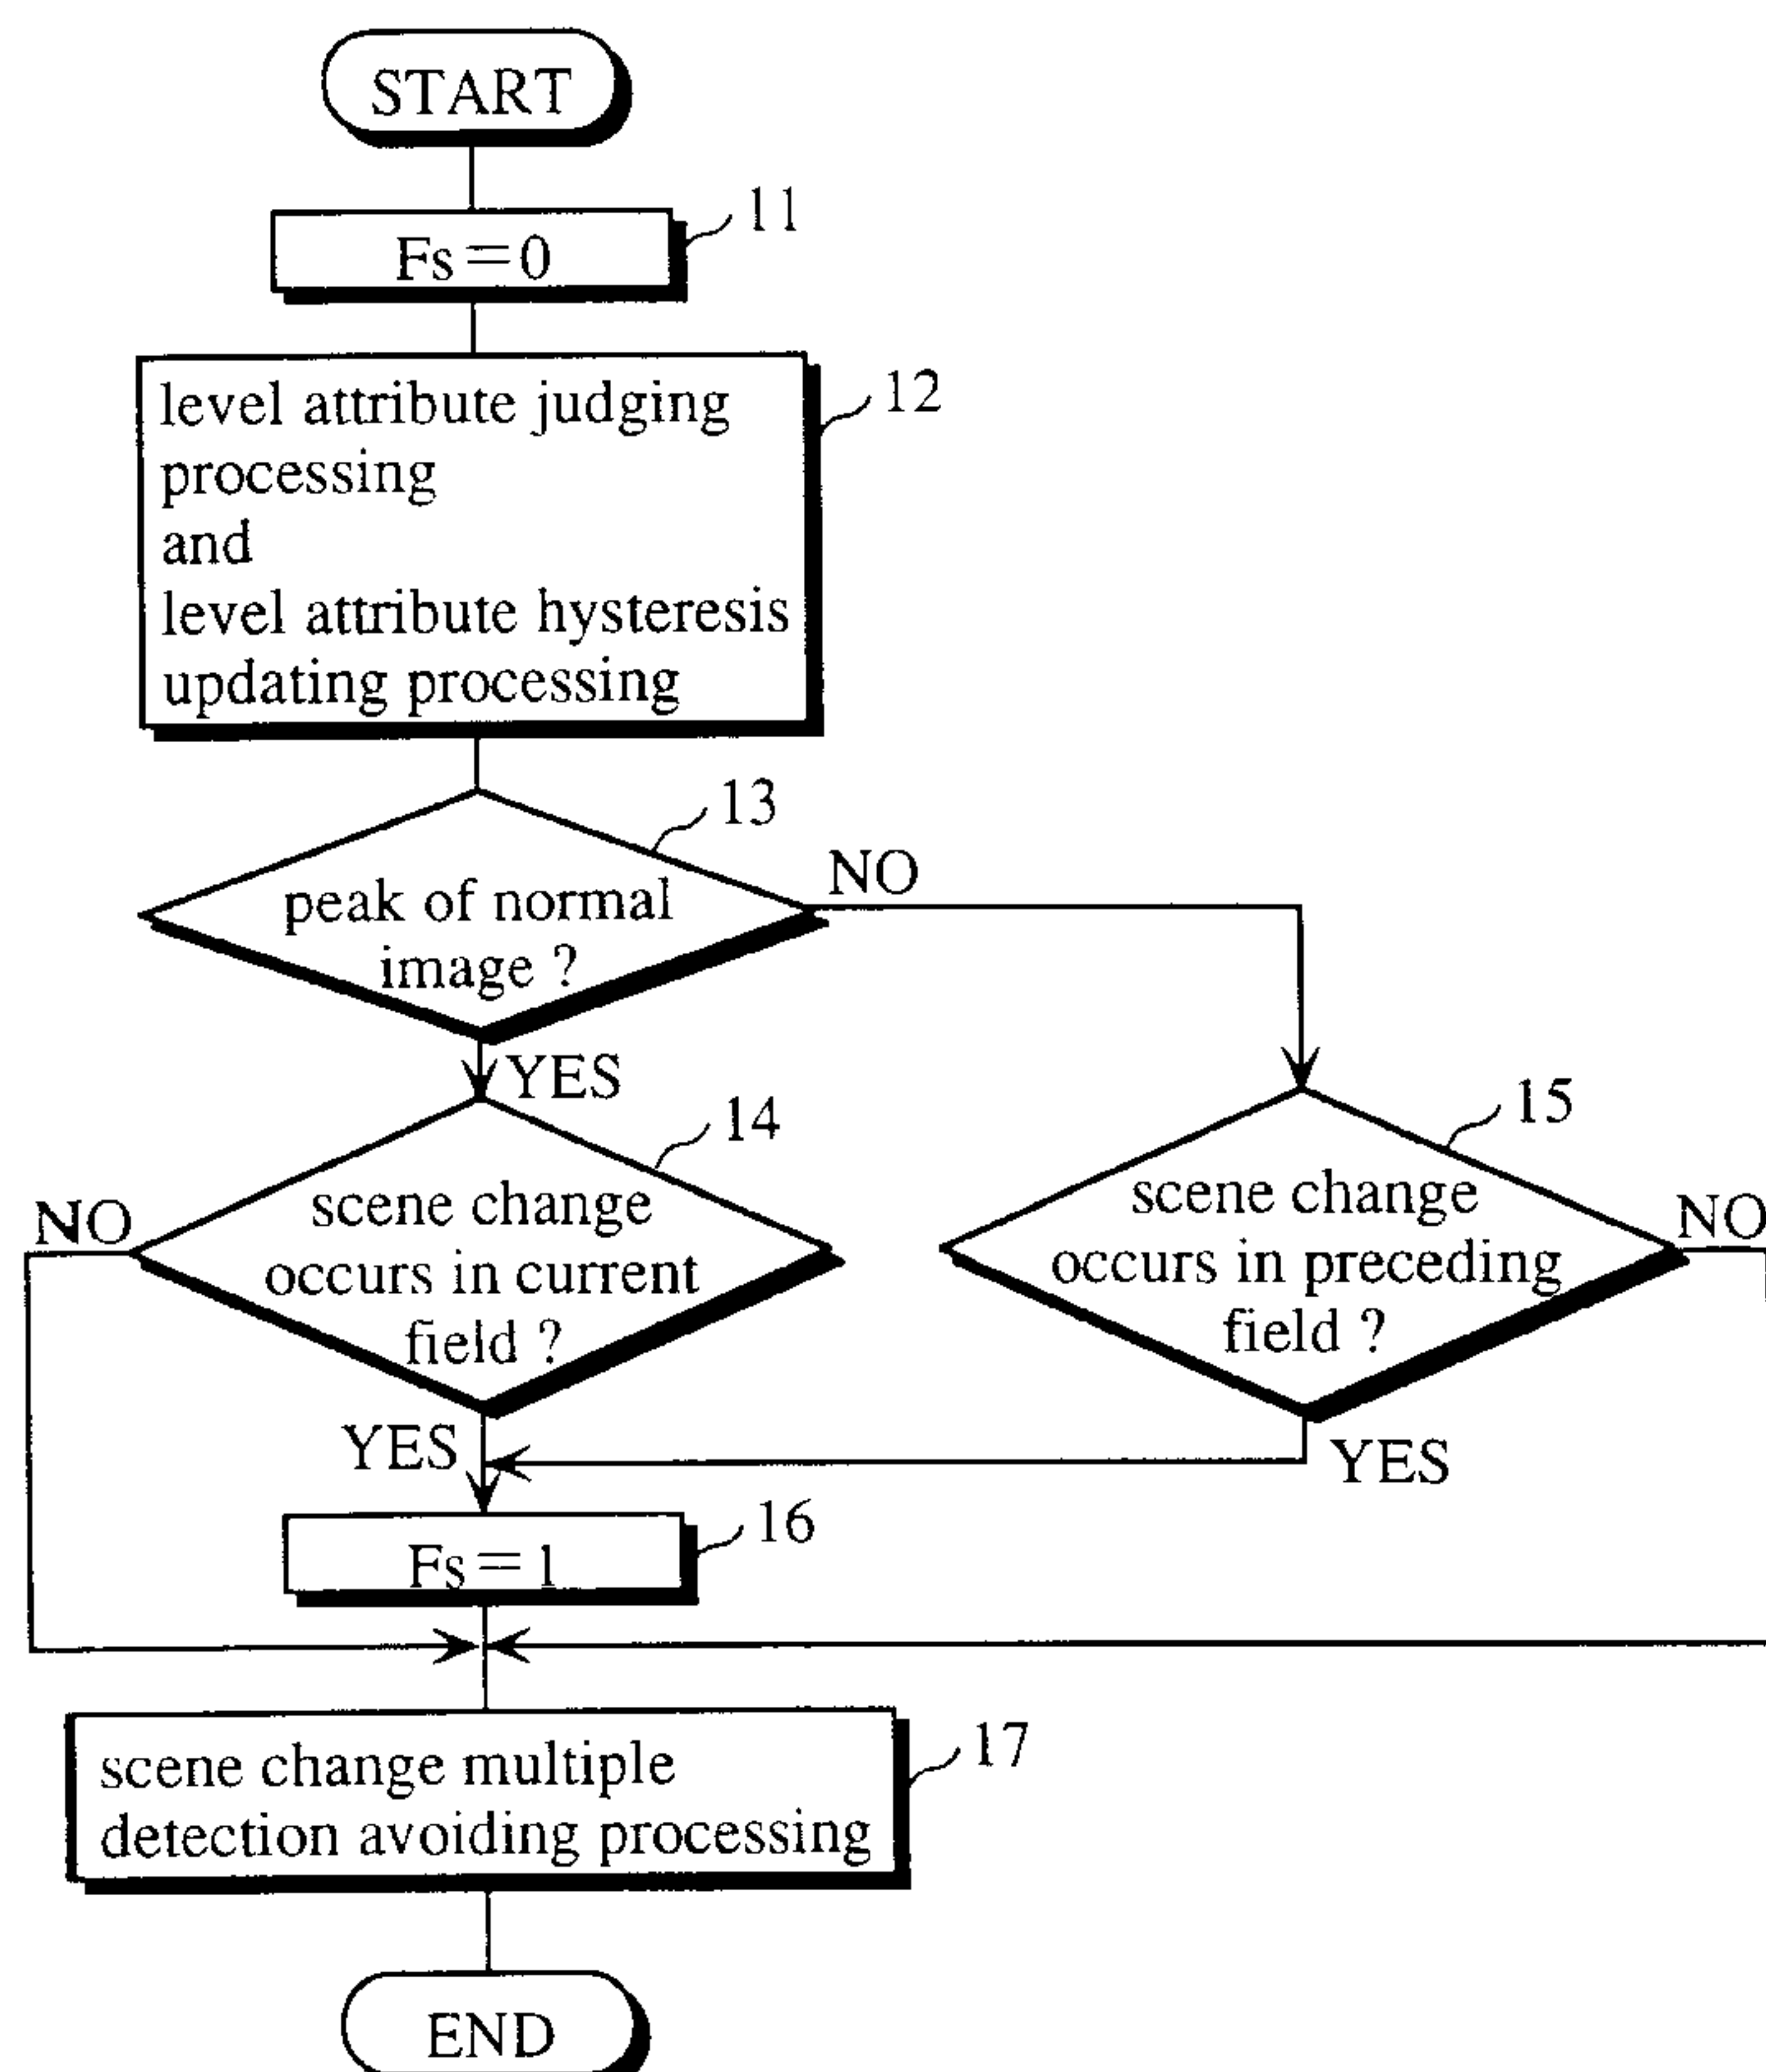 START
11
Fs=0
12
level attribute judging
processing
and
level attribute hysteresis
updating processing
13
NO
peak of normal
image ?
YES
14
15
NO
scene change
occurs in current
field ?
scene change
occurs in preceding
field ?
NO
YES
YES
16
Fs=1
17
scene change multiple
detection avoiding processing
END